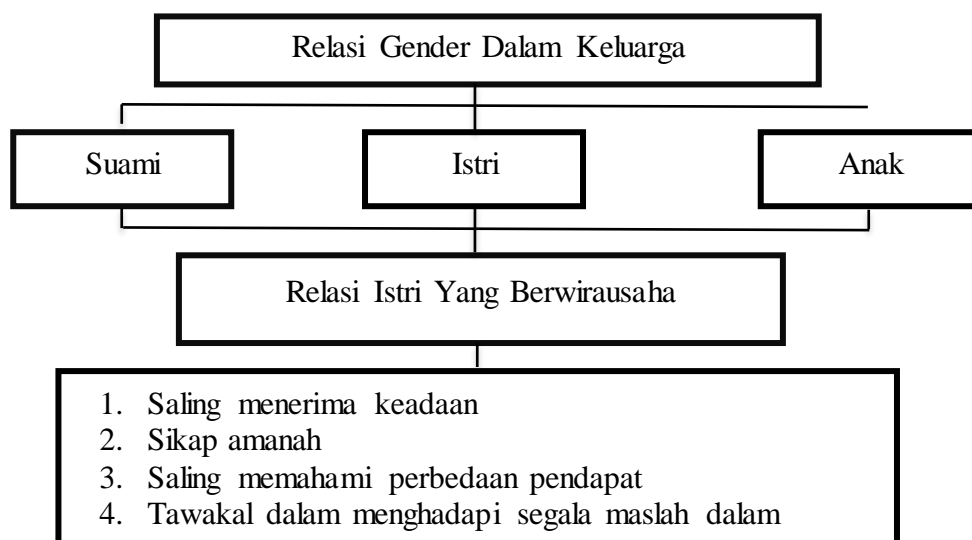 Relasi Gender Dalam Keluarga
Suami
Istri
Anak
Relasi Istri Yang Berwirausaha
1. Saling menerima keadaan
2. Sikap amanah
3. Saling memahami perbedaan pendapat
4. Tawakal dalam menghadapi segala maslah dalam